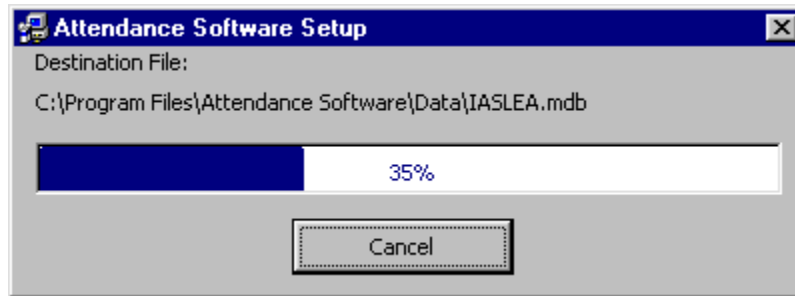 Attendance Software Setup
Destination File:
C:\Program Files\Attendance Software\Data\IASLEA.mdb
35%
Cancel